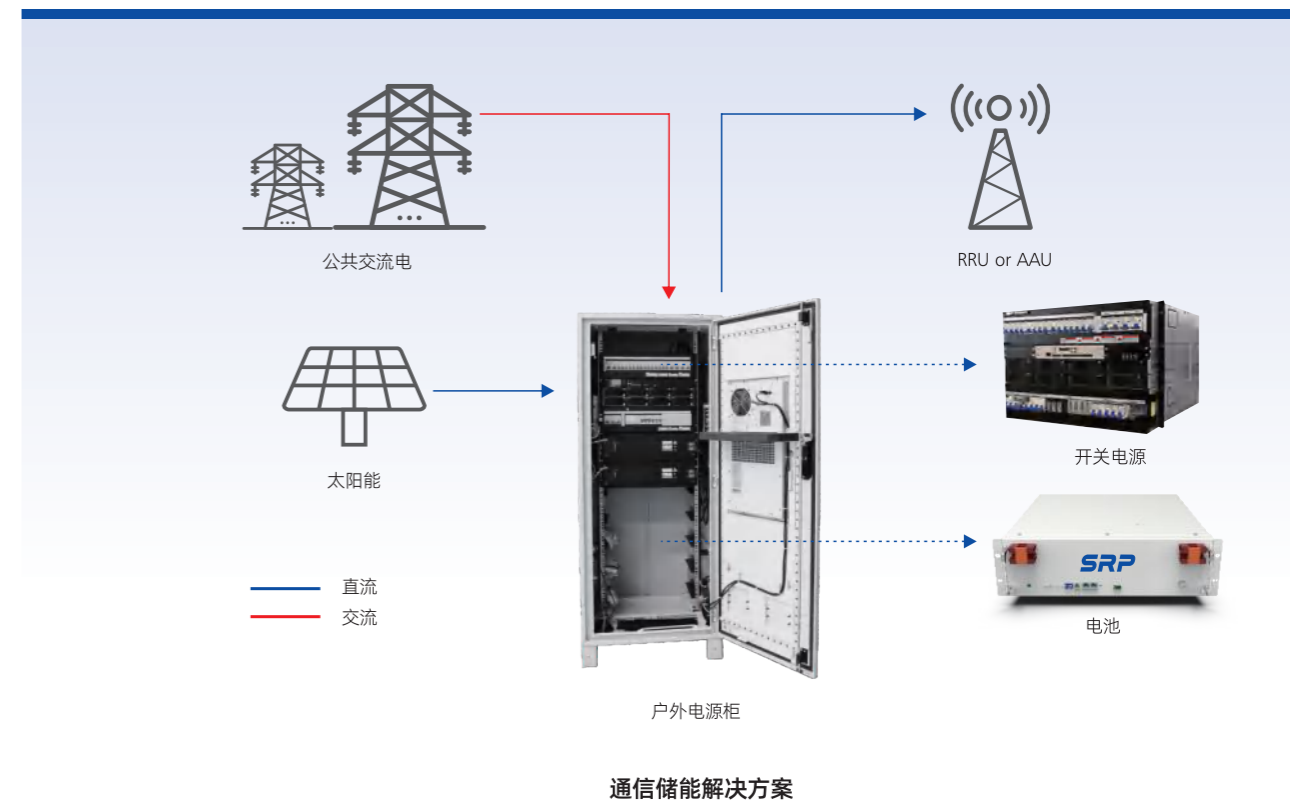 公共交流电
RRU or AAU
太阳能
开关电源
SRP
电池
直流
交流
户外电源柜
通信储能解决方案